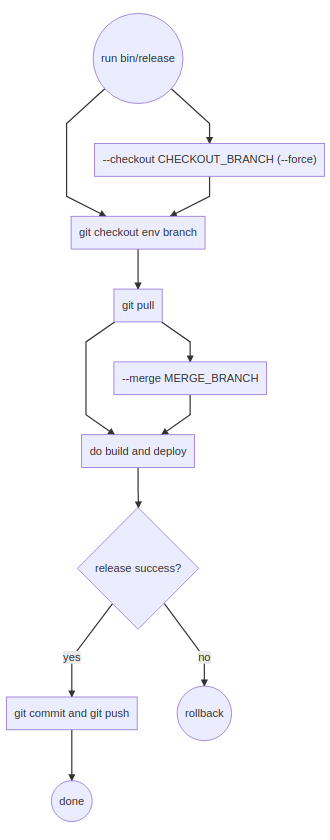 run bin/release
--checkout CHECKOUT_BRANCH (--force)
git checkout env branch
git pull
--merge MERGE_BRANCH
do build and deploy
release success?
yes
no
git commit and git push
rollback
done